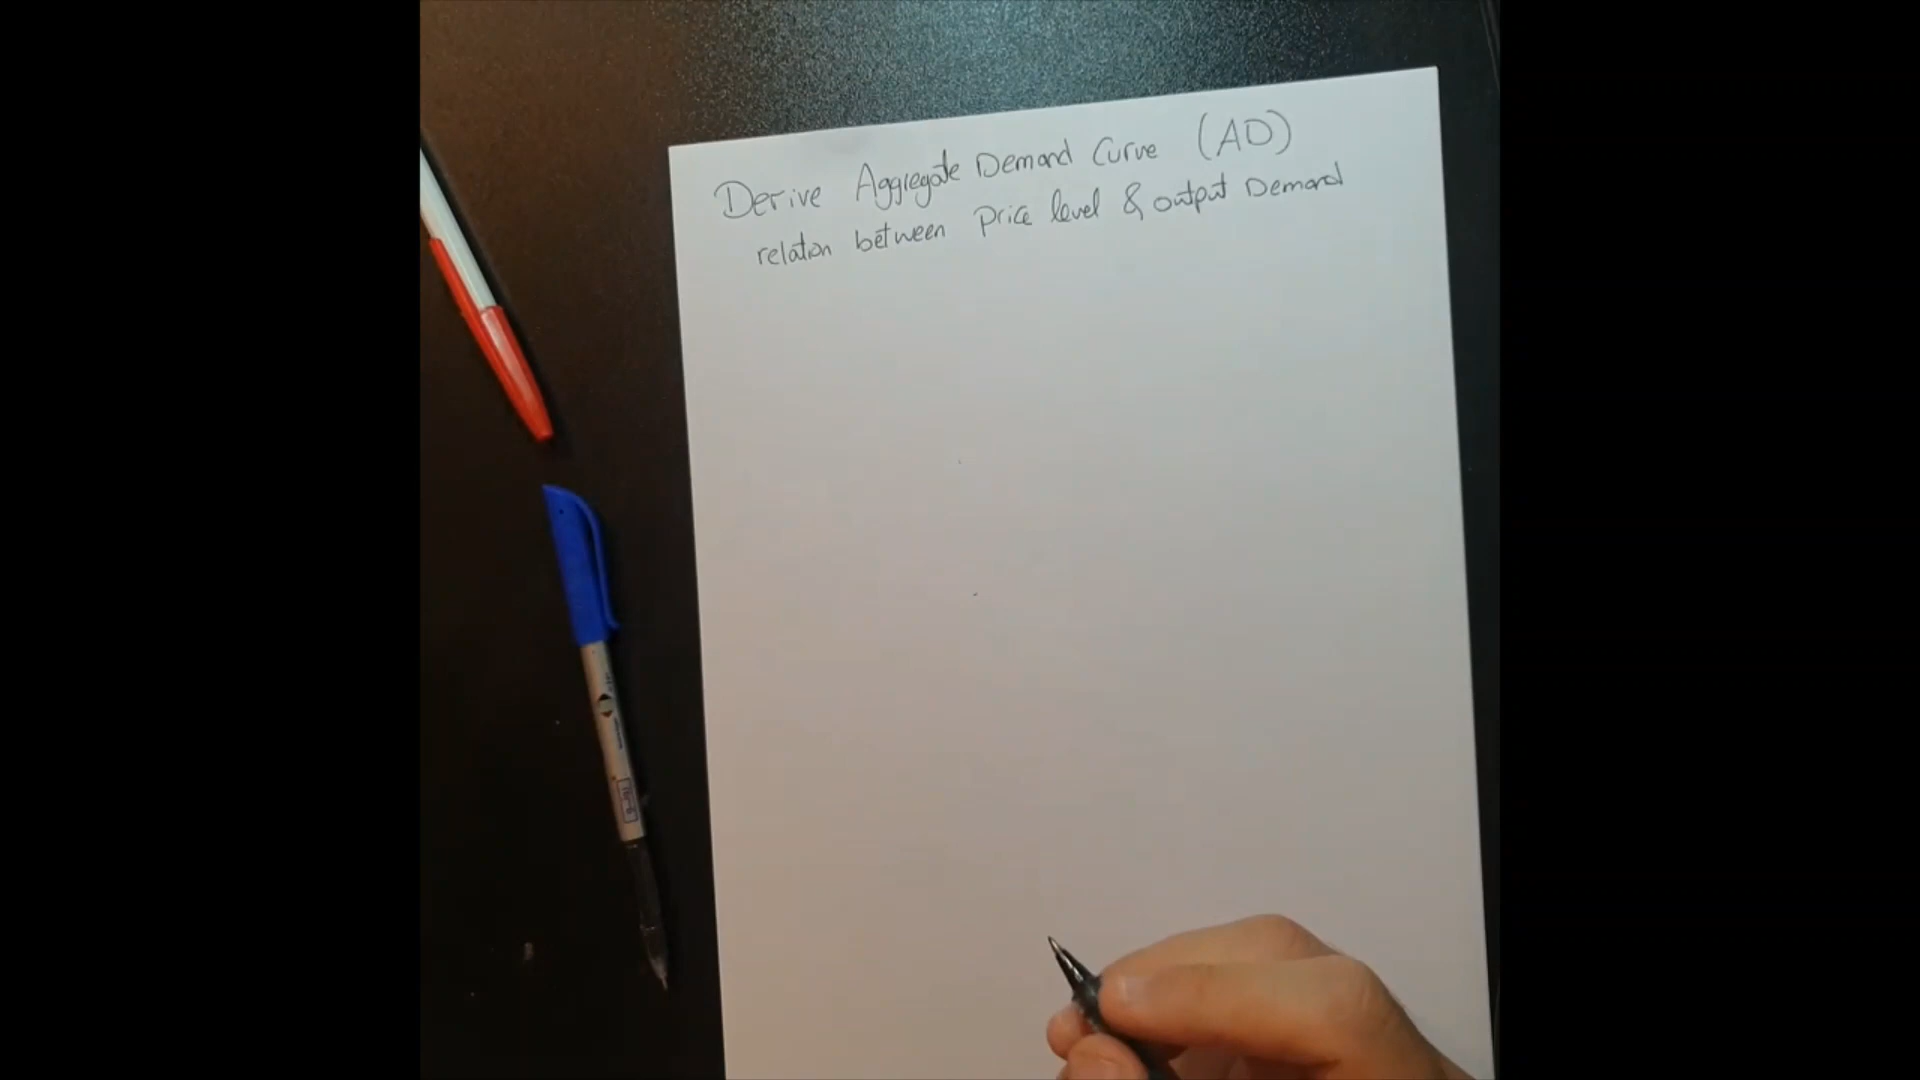 Derive Aggregate Demand Curve (AD)
relation between price level & output Demand